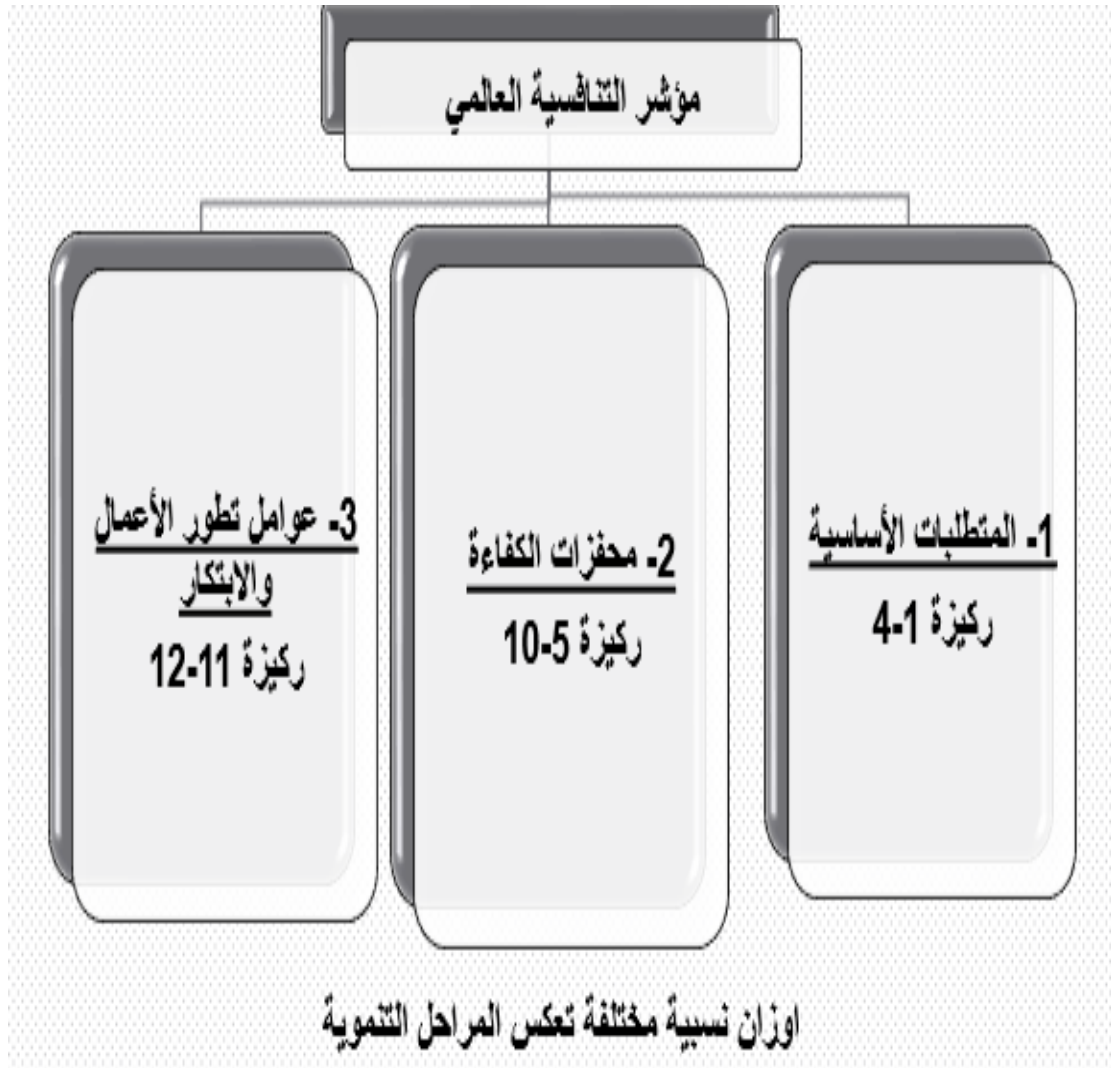 مؤشر التنافسية العالمي
1- المتطلبات الأساسية
ركيزة 1-4
2- محفزات الكفاءة
ركيزة 5-10
3- عوامل تطور الأعمال
والابتكار
ركيزة 11-12
اوزان نسبية مختلفة تعكس المراحل التنموية